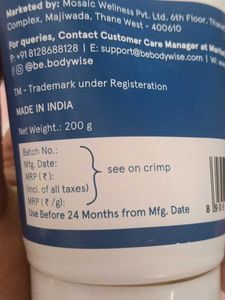 Marketed by: Mosaic Wellness Pvt. Ltd. 6th Floor,
Complex, Majiwada, Thane West - 400610
For queries, Contact Customer Care Manager at
P: +91 8128688128 | E: support@bebodywise.com | W:
@be.bodywise
TM - Trademark under Registeration
MADE IN INDIA
Net Weight.: 200 g
Batch No.:
Mfg. Date:
MRP (₹):
(incl. of all taxes)
MRP (₹/g):
see on crimp
Use Before 24 Months from Mfg. Date
8 909